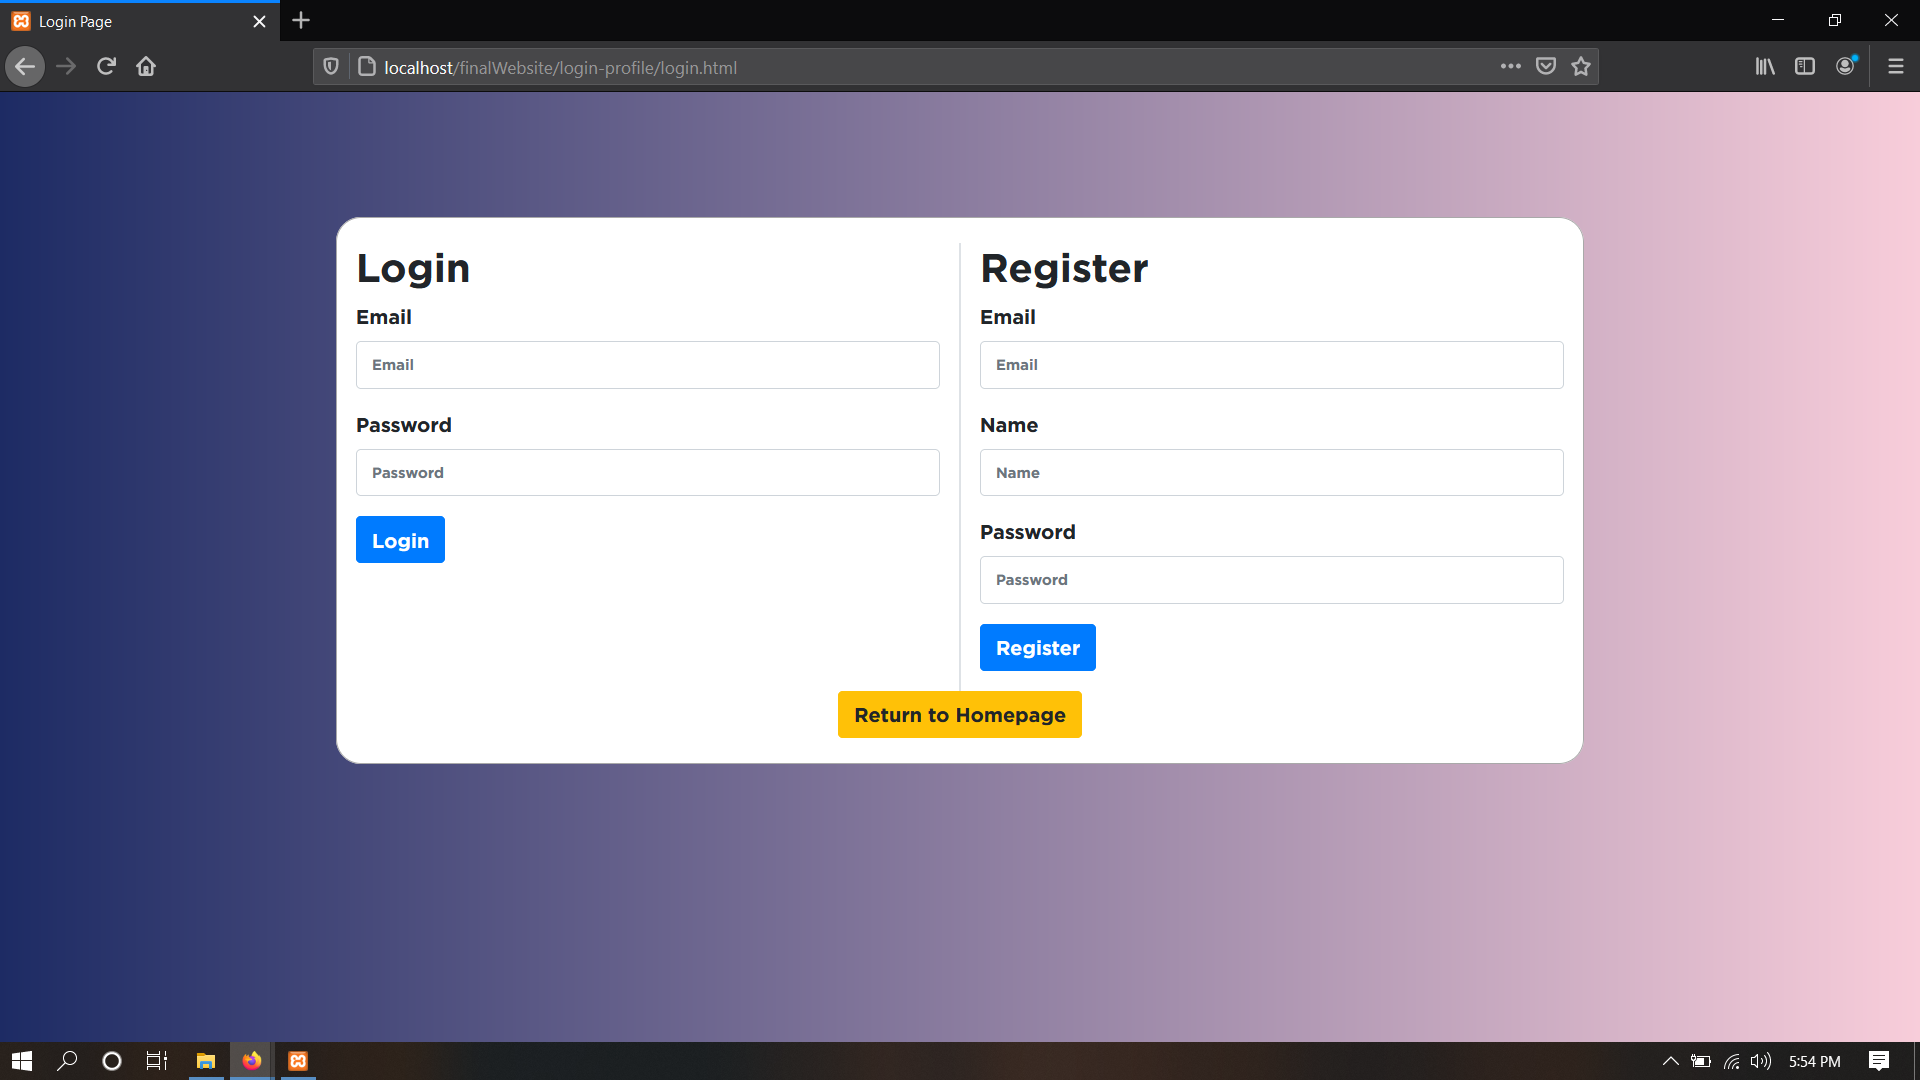 Login Page
localhost/finalWebsite/login-profile/login.html
Login
Email
Email
Password
Password
Login
Register
Email
Email
Name
Name
Password
Password
Register
Return to Homepage
5:54 PM